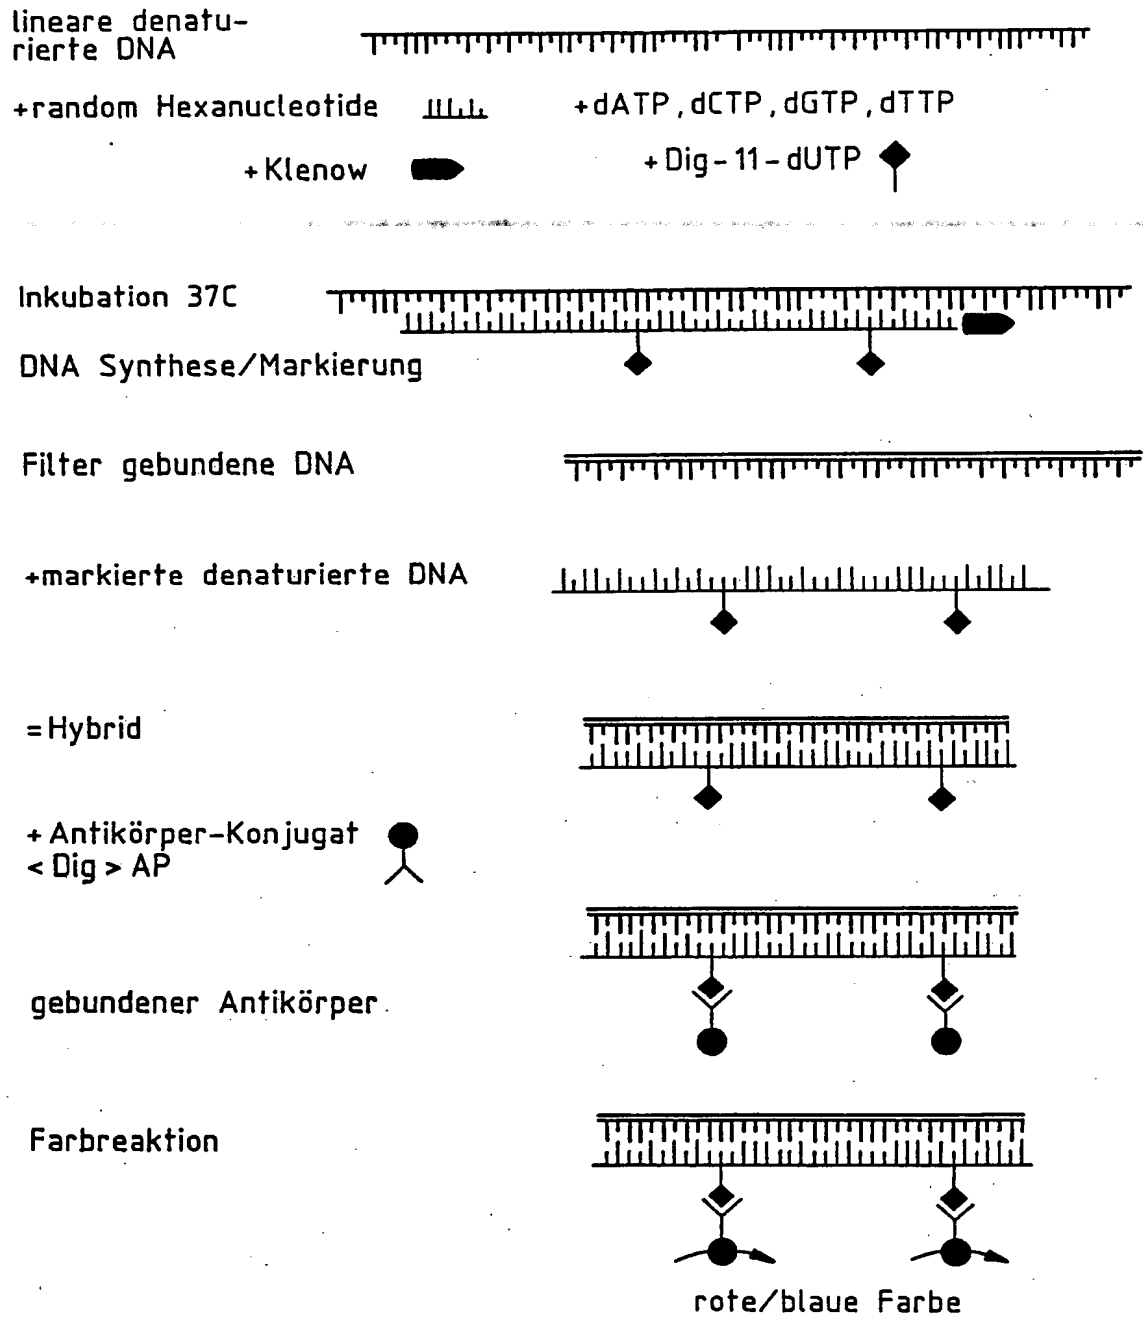 lineare denatu-
rierte DNA
+random Hexanucleotide
+dATP, dCTP, dGTP, dTTP
+Klenow
+Dig-11-dUTP
Inkubation 37C
DNA Synthese/Markierung
Filter gebundene DNA
+markierte denaturierte DNA
=Hybrid
+Antikörper-Konjugat
<Dig> AP
gebundener Antikörper
Farbreaktion
rote/blaue Farbe